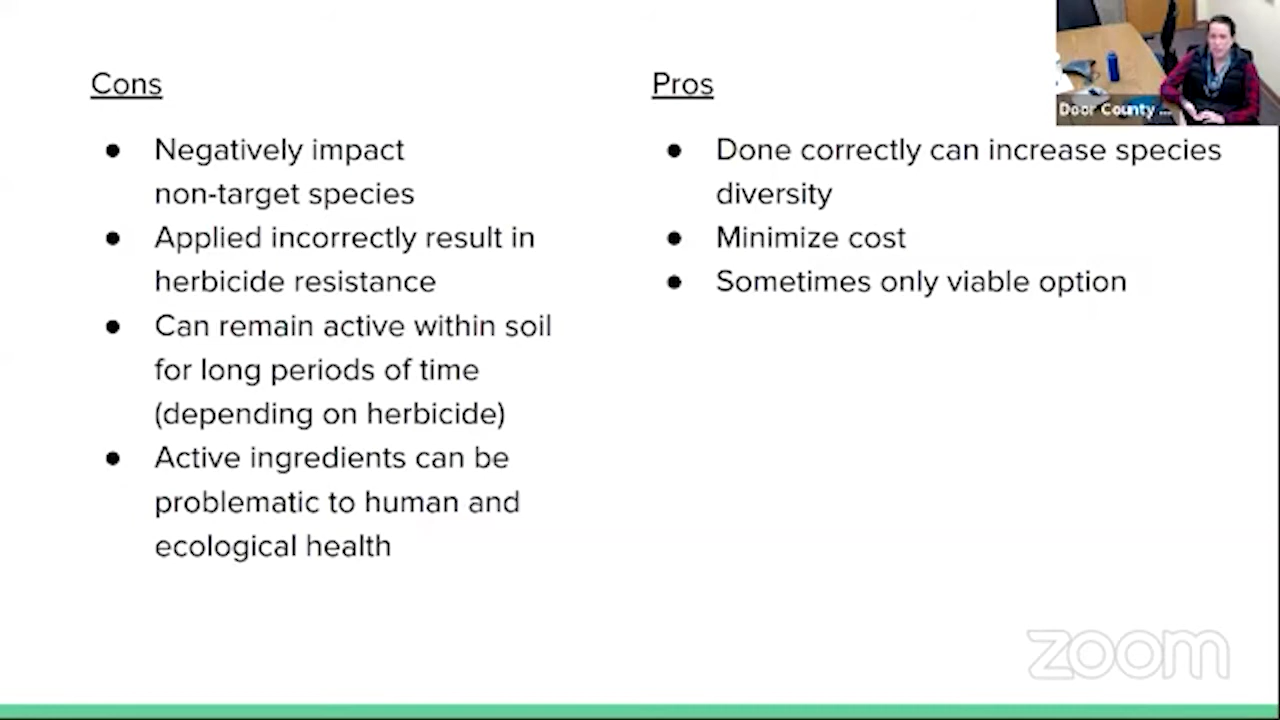 Cons
Negatively impact
non-target species
Applied incorrectly result in
herbicide resistance
Can remain active within soil
for long periods of time
(depending on herbicide)
Active ingredients can be
problematic to human and
ecological health
Pros
Done correctly can increase species
diversity
Minimize cost
Sometimes only viable option
Door County ...
zoom